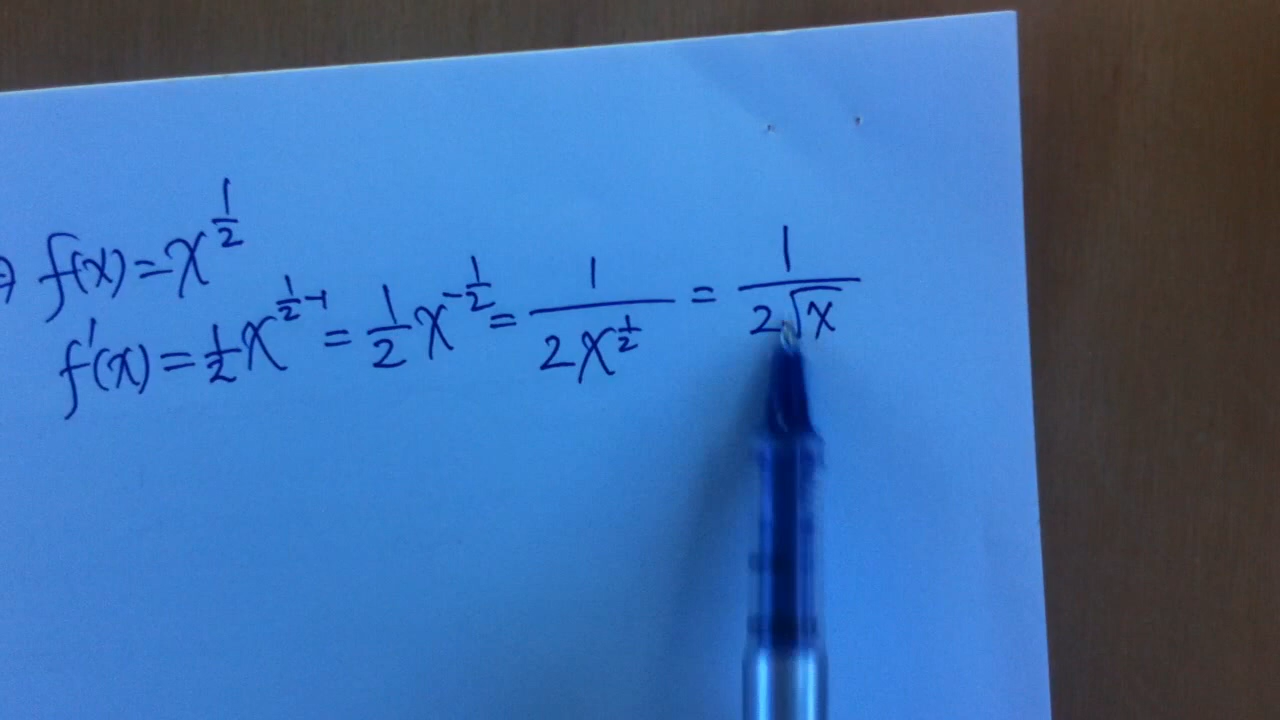 ⇒ f(x) = x^{1/2}
f'(x) = 1/2 x^{1/2 - 1} = 1/2 x^{-1/2} = 1/(2x^{1/2}) = 1/(2√x)